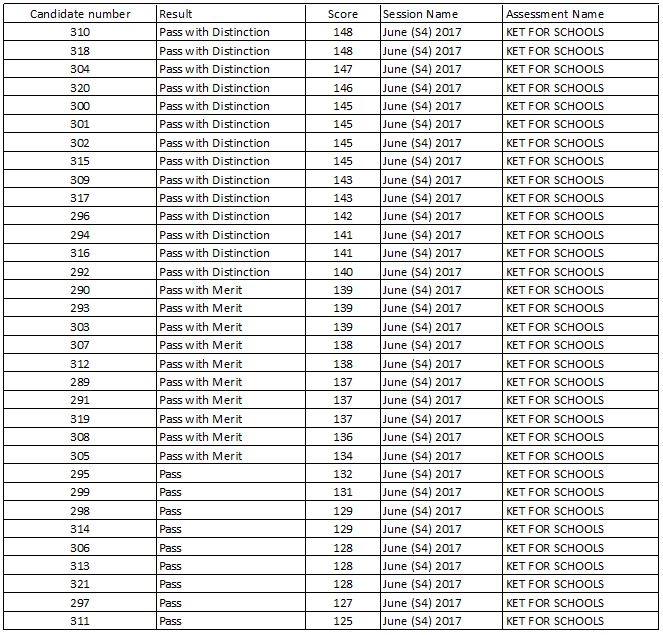 Candidate number Result Score Session Name Assessment Name
310 Pass with Distinction 148 June (S4) 2017 KET FOR SCHOOLS
318 Pass with Distinction 148 June (S4) 2017 KET FOR SCHOOLS
304 Pass with Distinction 147 June (S4) 2017 KET FOR SCHOOLS
320 Pass with Distinction 146 June (S4) 2017 KET FOR SCHOOLS
300 Pass with Distinction 145 June (S4) 2017 KET FOR SCHOOLS
301 Pass with Distinction 145 June (S4) 2017 KET FOR SCHOOLS
302 Pass with Distinction 145 June (S4) 2017 KET FOR SCHOOLS
315 Pass with Distinction 145 June (S4) 2017 KET FOR SCHOOLS
309 Pass with Distinction 143 June (S4) 2017 KET FOR SCHOOLS
317 Pass with Distinction 143 June (S4) 2017 KET FOR SCHOOLS
296 Pass with Distinction 142 June (S4) 2017 KET FOR SCHOOLS
294 Pass with Distinction 141 June (S4) 2017 KET FOR SCHOOLS
316 Pass with Distinction 141 June (S4) 2017 KET FOR SCHOOLS
292 Pass with Distinction 140 June (S4) 2017 KET FOR SCHOOLS
290 Pass with Merit 139 June (S4) 2017 KET FOR SCHOOLS
293 Pass with Merit 139 June (S4) 2017 KET FOR SCHOOLS
303 Pass with Merit 139 June (S4) 2017 KET FOR SCHOOLS
307 Pass with Merit 138 June (S4) 2017 KET FOR SCHOOLS
312 Pass with Merit 138 June (S4) 2017 KET FOR SCHOOLS
289 Pass with Merit 137 June (S4) 2017 KET FOR SCHOOLS
291 Pass with Merit 137 June (S4) 2017 KET FOR SCHOOLS
319 Pass with Merit 137 June (S4) 2017 KET FOR SCHOOLS
308 Pass with Merit 136 June (S4) 2017 KET FOR SCHOOLS
305 Pass with Merit 134 June (S4) 2017 KET FOR SCHOOLS
295 Pass 132 June (S4) 2017 KET FOR SCHOOLS
299 Pass 131 June (S4) 2017 KET FOR SCHOOLS
298 Pass 129 June (S4) 2017 KET FOR SCHOOLS
314 Pass 129 June (S4) 2017 KET FOR SCHOOLS
306 Pass 128 June (S4) 2017 KET FOR SCHOOLS
313 Pass 128 June (S4) 2017 KET FOR SCHOOLS
321 Pass 128 June (S4) 2017 KET FOR SCHOOLS
297 Pass 127 June (S4) 2017 KET FOR SCHOOLS
311 Pass 125 June (S4) 2017 KET FOR SCHOOLS